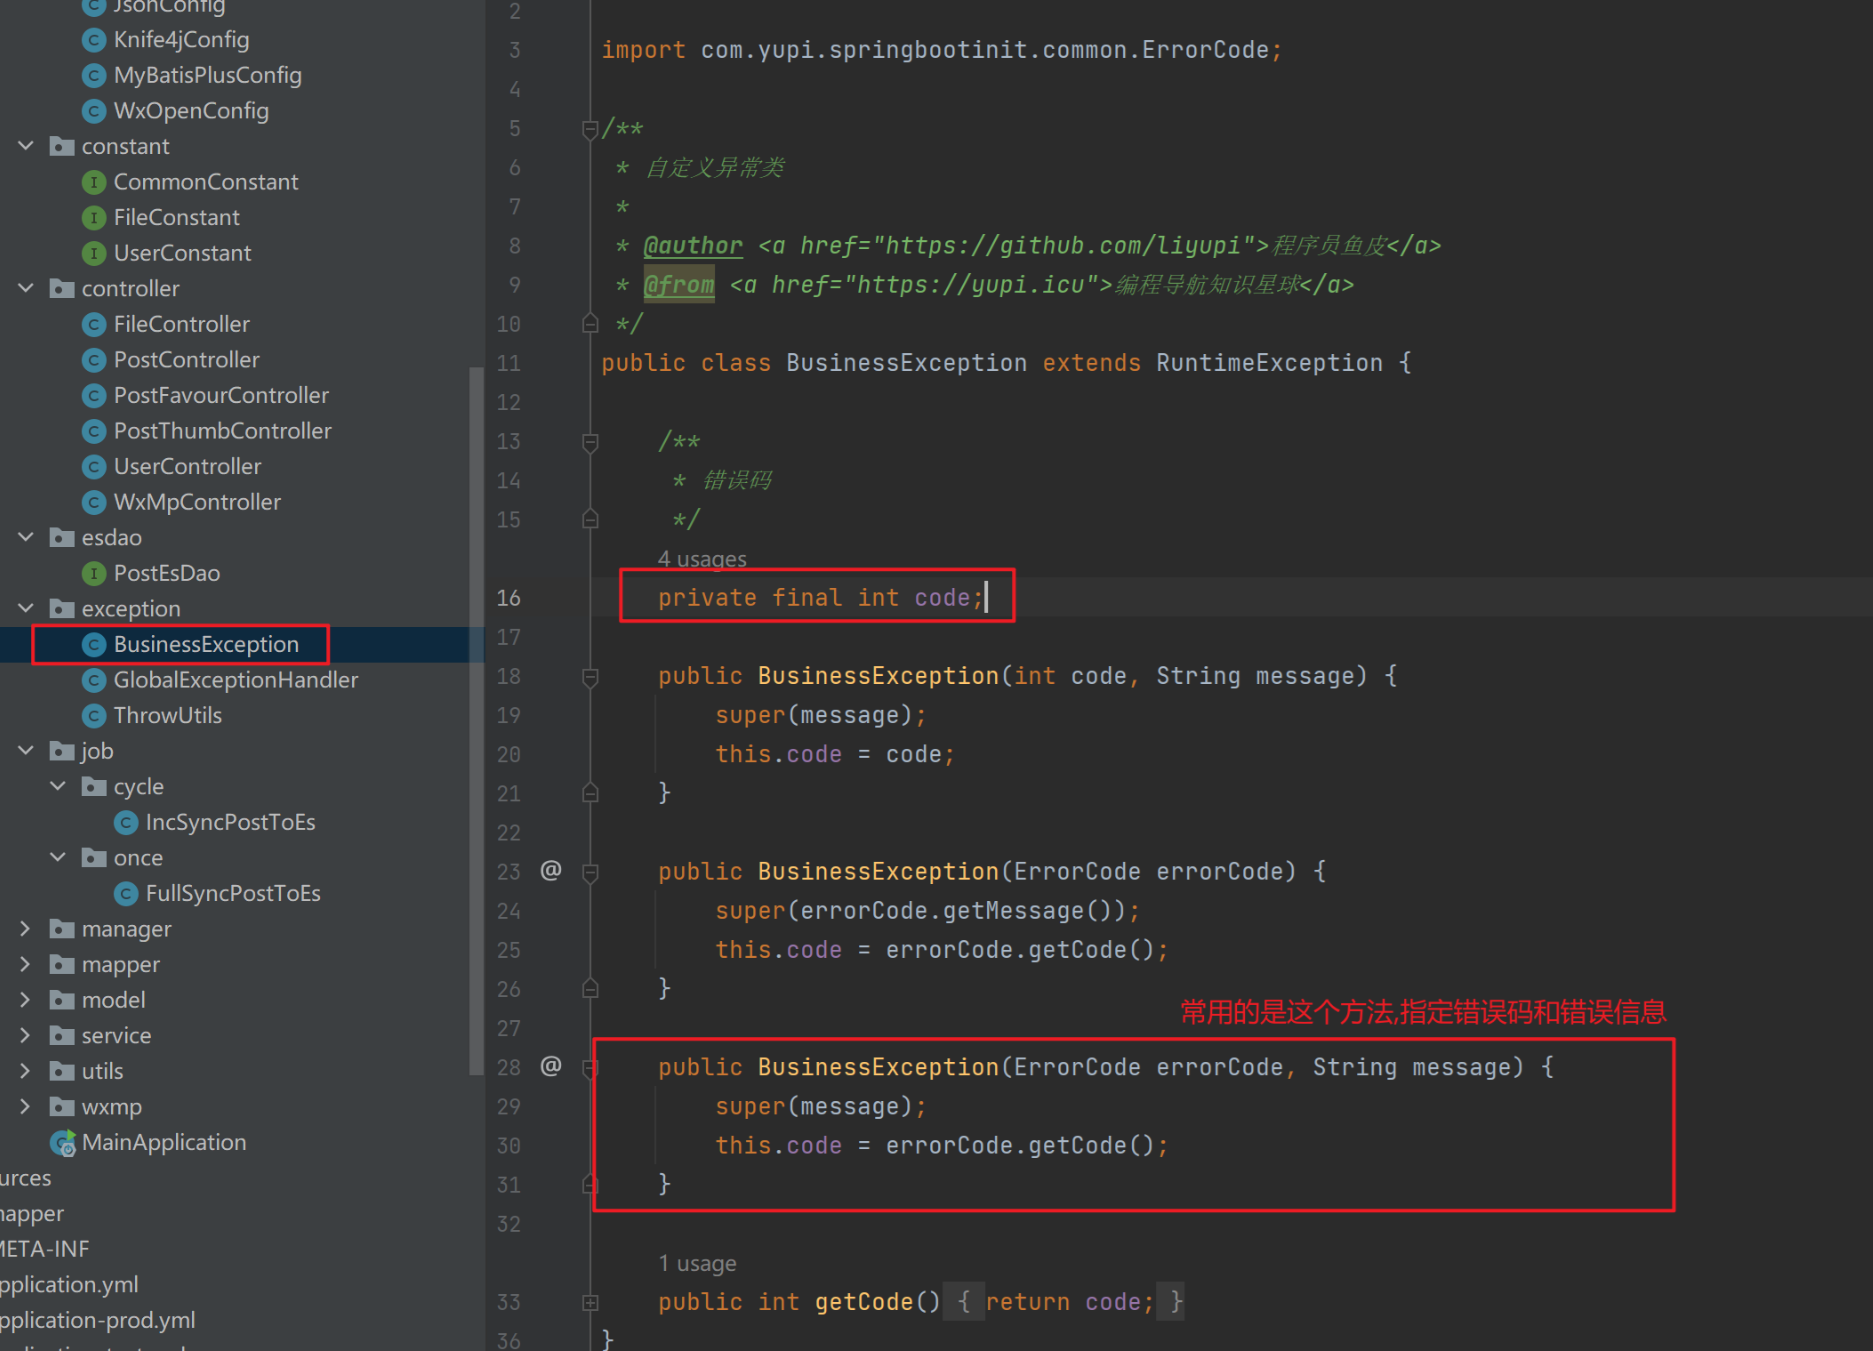 JsonConfig
Knife4jConfig
MyBatisPlusConfig
WxOpenConfig
constant
CommonConstant
FileConstant
UserConstant
controller
FileController
PostController
PostFavourController
PostThumbController
UserController
WxMpController
esdao
PostEsDao
exception
BusinessException
GlobalExceptionHandler
ThrowUtils
job
cycle
IncSyncPostToEs
once
FullSyncPostToEs
manager
mapper
model
service
utils
wxmp
MainApplication
urces
mapper
META-INF
pplication.yml
pplication-prod.yml
2
3 import com.yupi.springbootinit.common.ErrorCode;
4
5 /**
6 * 自定义异常类
7 *
8 * @author <a href="https://github.com/liyupi">程序员鱼皮</a>
9 * @from <a href="https://yupi.icu">编程导航知识星球</a>
10 */
11 public class BusinessException extends RuntimeException {
12
13 /**
14 * 错误码
15 */
4 usages
16 private final int code;
17
18 public BusinessException(int code, String message) {
19 super(message);
20 this.code = code;
21 }
22
23 @ public BusinessException(ErrorCode errorCode) {
24 super(errorCode.getMessage());
25 this.code = errorCode.getCode();
26 }
常用的是这个方法,指定错误码和错误信息
27
28 @ public BusinessException(ErrorCode errorCode, String message) {
29 super(message);
30 this.code = errorCode.getCode();
31 }
32
1 usage
33 public int getCode() { return code; }
36 }